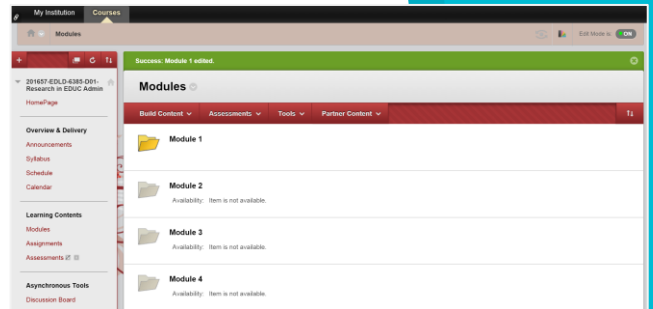 My Institution Courses
Modules
Edit Mode is: ON
Success: Module 1 edited.
201657-EDLD-6385-D01-
Research in EDUC Admin
HomePage
Overview & Delivery
Announcements
Syllabus
Schedule
Calendar
Learning Contents
Modules
Assignments
Assessments
Asynchronous Tools
Discussion Board
Modules
Build Content Assessments Tools Partner Content
Module 1
Module 2
Availability: Item is not available.
Module 3
Availability: Item is not available.
Module 4
Availability: Item is not available.